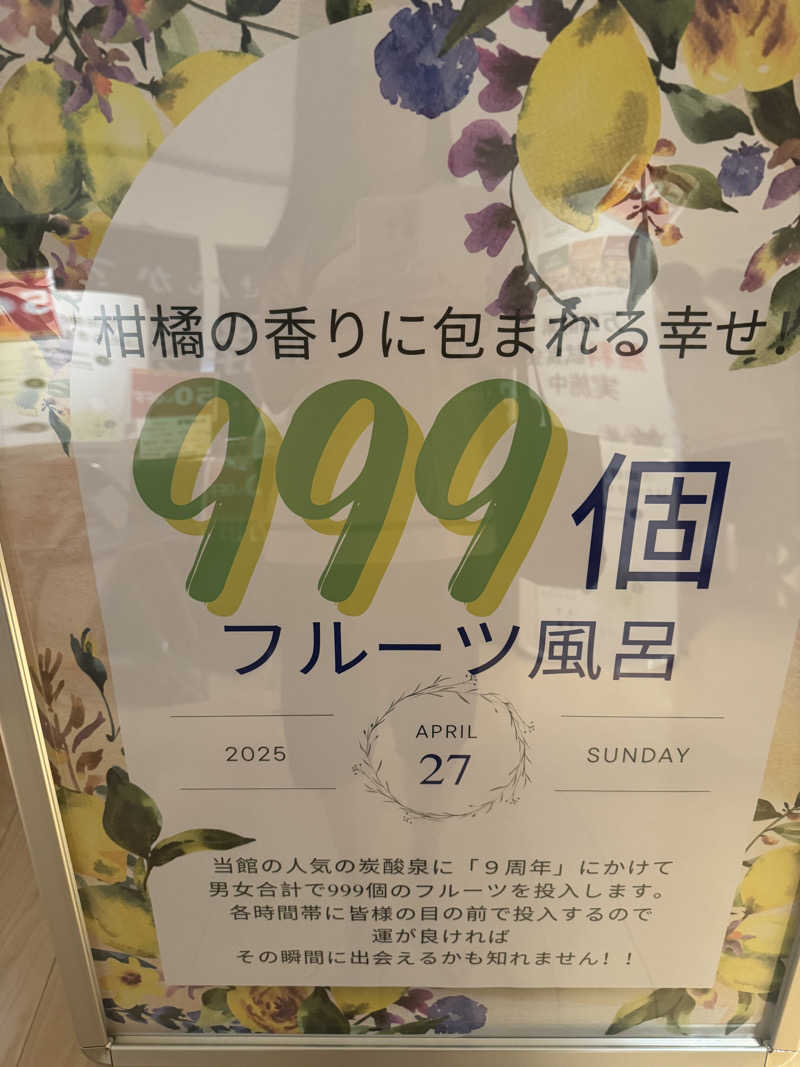 柑橘の香りに包まれる幸せ!
999個
フルーツ風呂
2025
APRIL
27
SUNDAY
当館の人気の炭酸泉に「９周年」にかけて
男女合計で999個のフルーツを投入します。
各時間帯に皆様の目の前で投入するので
運が良ければ
その瞬間に出会えるかも知れません！！